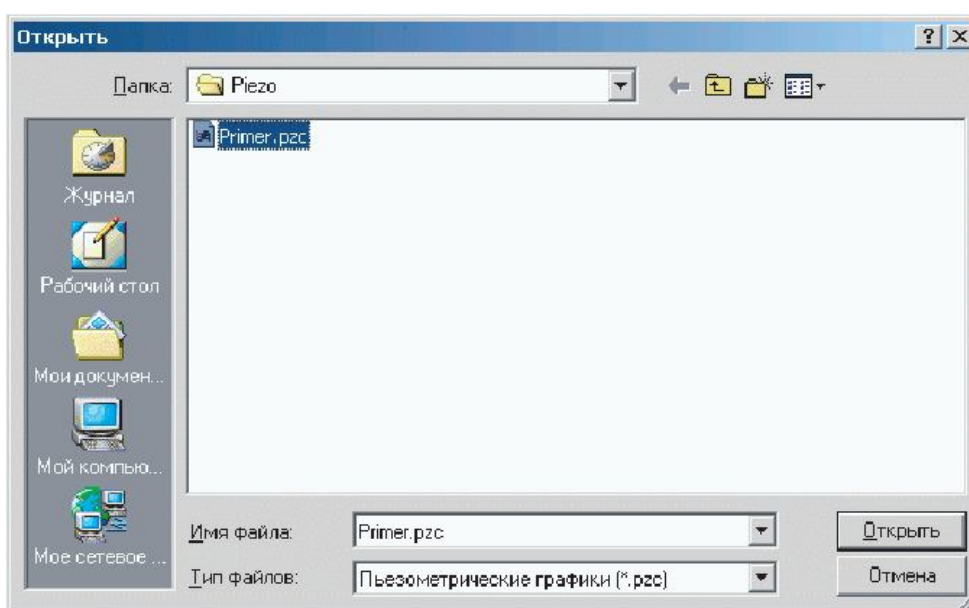 Открыть
Папка: Piezo
Primer.pzc
Журнал
Рабочий стол
Мои докумен...
Мой компью...
Мое сетевое ...
Имя файла: Primer.pzc Открыть
Тип файлов: Пьезометрические графики (*.pzc) Отмена